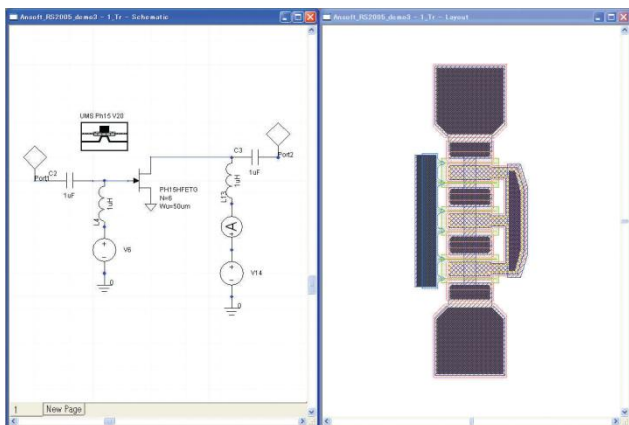 Ansoft_RS2005_demo3 - 1_Tr - Schematic
Ansoft_RS2005_demo3 - 1_Tr - Layout
UMS Ph15 V20
Port1
C2
1uF
C3
Port2
1uF
PH15HFETG
N=6
Wu=50um
L4
1uH
L13
1uH
A
V6
V14
0
0
1
New Page